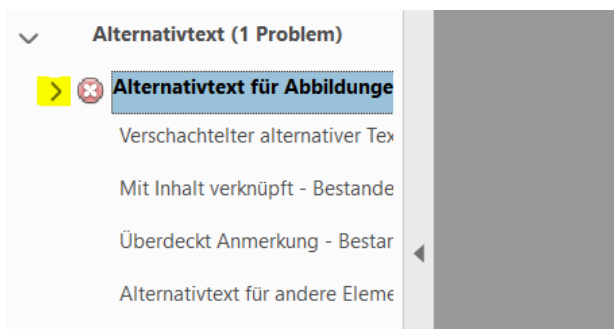 Alternativtext (1 Problem)
Alternativtext für Abbildunge
Verschachtelter alternativer Tex
Mit Inhalt verknüpft - Bestande
Überdeckt Anmerkung - Bestar
Alternativtext für andere Eleme